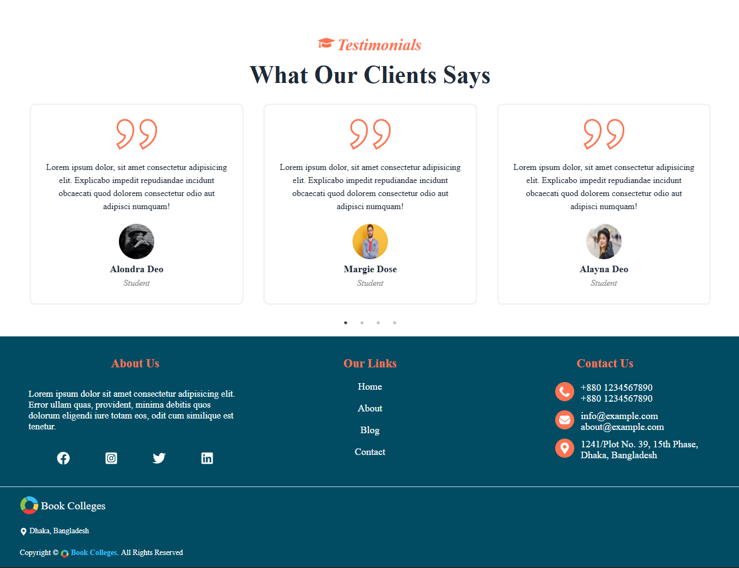 Testimonials
What Our Clients Says
Lorem ipsum dolor, sit amet consectetur adipisicing
elit. Explicabo impedit repudiandae incidunt
obcaecati quod dolorem consectetur odio aut
adipisci numquam!
Alondra Deo
Student
Lorem ipsum dolor, sit amet consectetur adipisicing
elit. Explicabo impedit repudiandae incidunt
obcaecati quod dolorem consectetur odio aut
adipisci numquam!
Margie Dose
Student
Lorem ipsum dolor, sit amet consectetur adipisicing
elit. Explicabo impedit repudiandae incidunt
obcaecati quod dolorem consectetur odio aut
adipisci numquam!
Alayna Deo
Student
About Us
Lorem ipsum dolor sit amet consectetur adipisicing elit.
Error ullam quas, provident, minima debitis quos
dolorum eligendi iure totam eos, odit cum similique est
tenetur.
Our Links
Home
About
Blog
Contact
Contact Us
+880 1234567890
+880 1234567890
info@example.com
about@example.com
1241/Plot No. 39, 15th Phase,
Dhaka, Bangladesh
Book Colleges
Dhaka, Bangladesh
Copyright © Book Colleges. All Rights Reserved